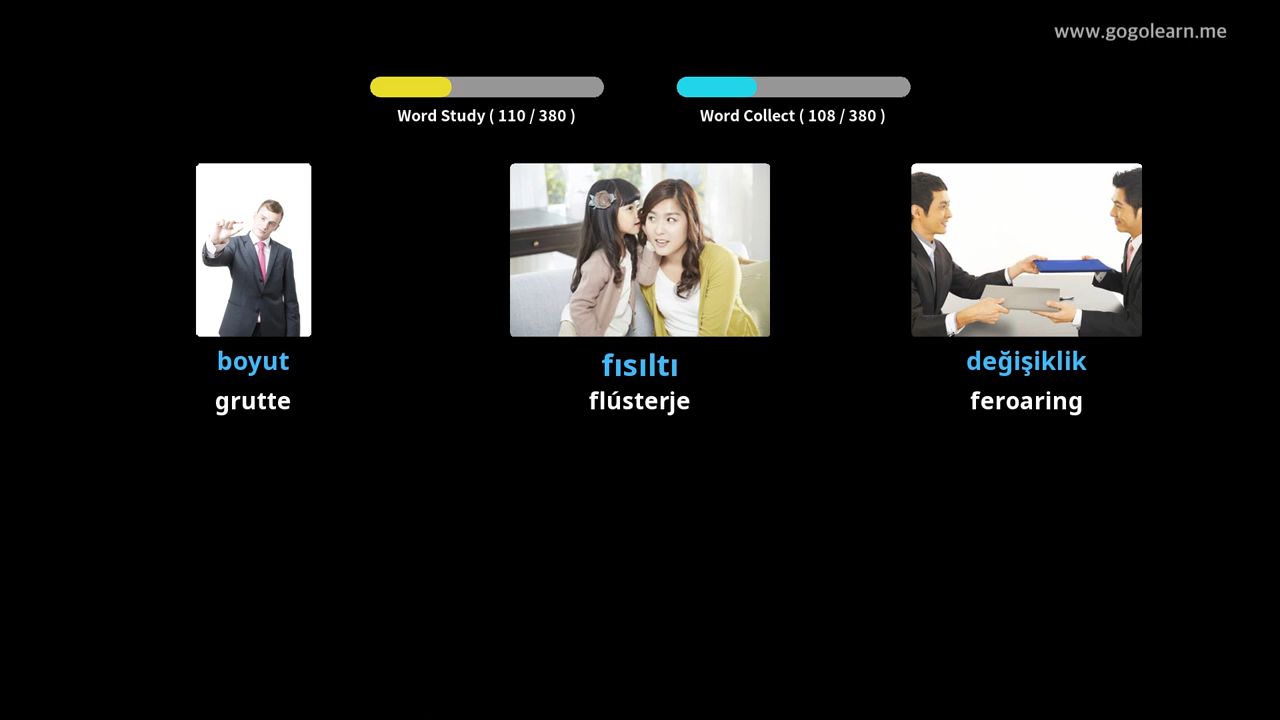 www.gogolearn.me
Word Study ( 110 / 380 )
Word Collect ( 108 / 380 )
boyut
grutte
fısıltı
flústerje
değişiklik
feroaring